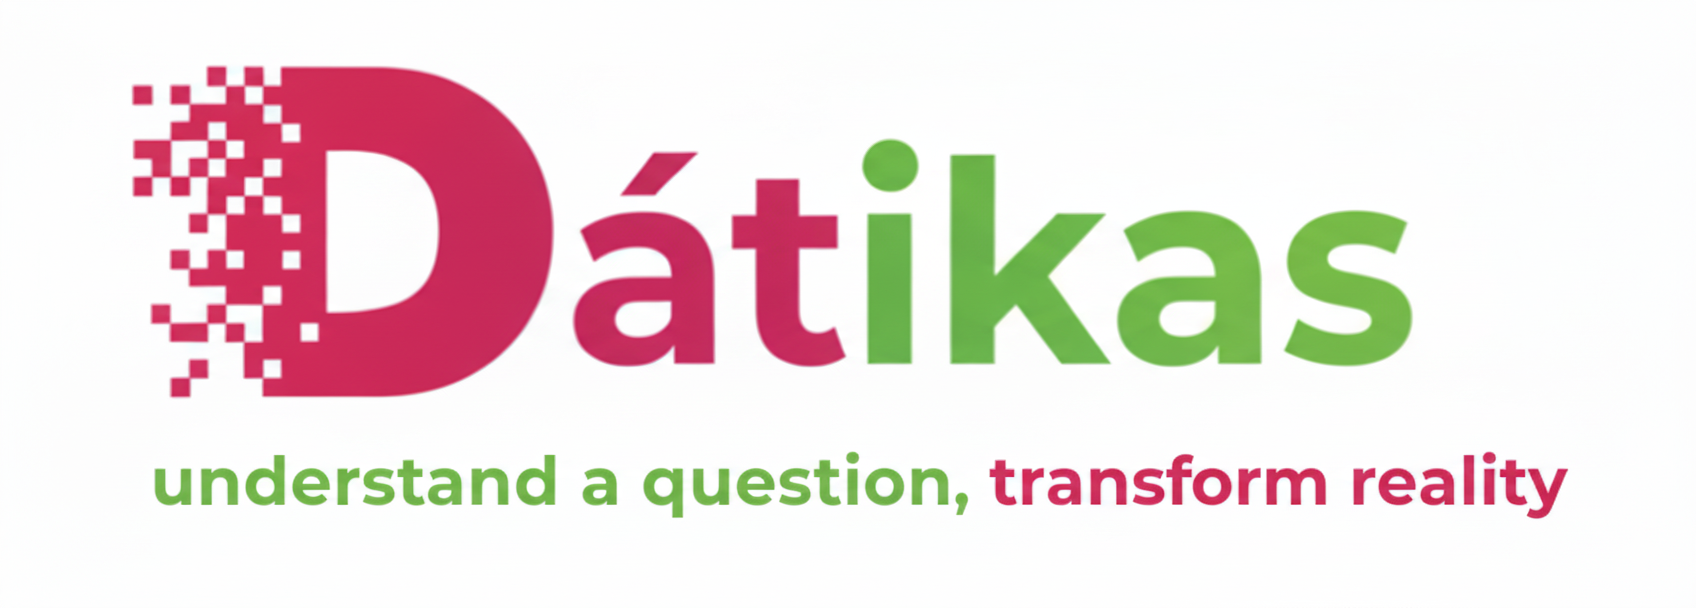 Dátikas
understand a question, transform reality